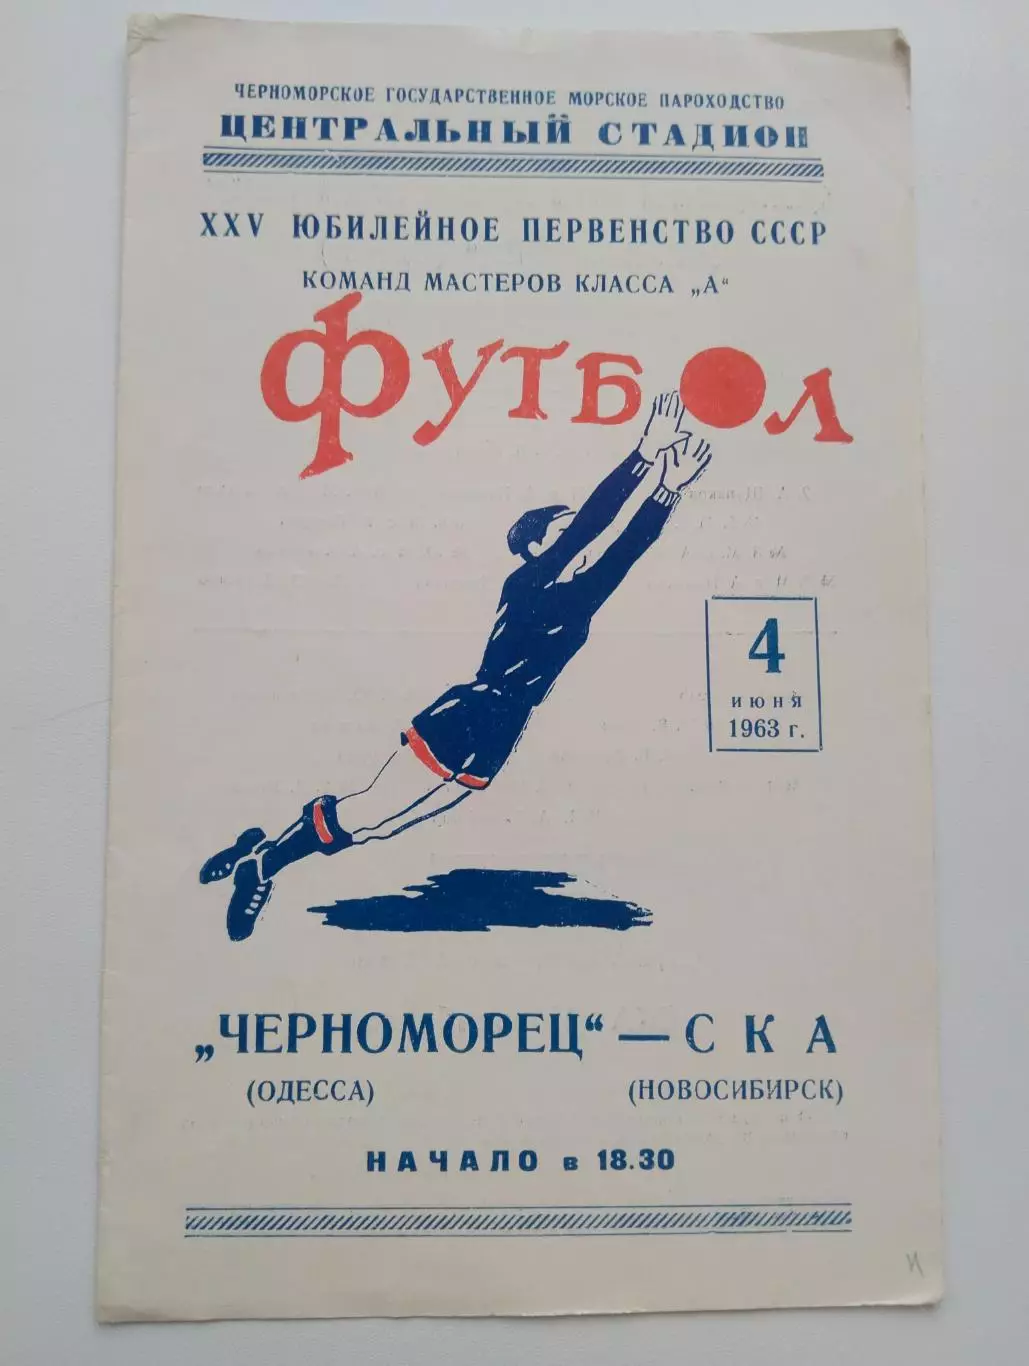 ЧЕРНОМОРСКОЕ ГОСУДАРСТВЕННОЕ МОРСКОЕ ПАРОХОДСТВО
ЦЕНТРАЛЬНЫЙ СТАДИОН
XXV ЮБИЛЕЙНОЕ ПЕРВЕНСТВО СССР
КОМАНД МАСТЕРОВ КЛАССА „А“
ФУТБОЛ
4
ИЮНЯ
1963 г.
„ЧЕРНОМОРЕЦ“ — СКА
(ОДЕССА) (НОВОСИБИРСК)
НАЧАЛО в 18.30